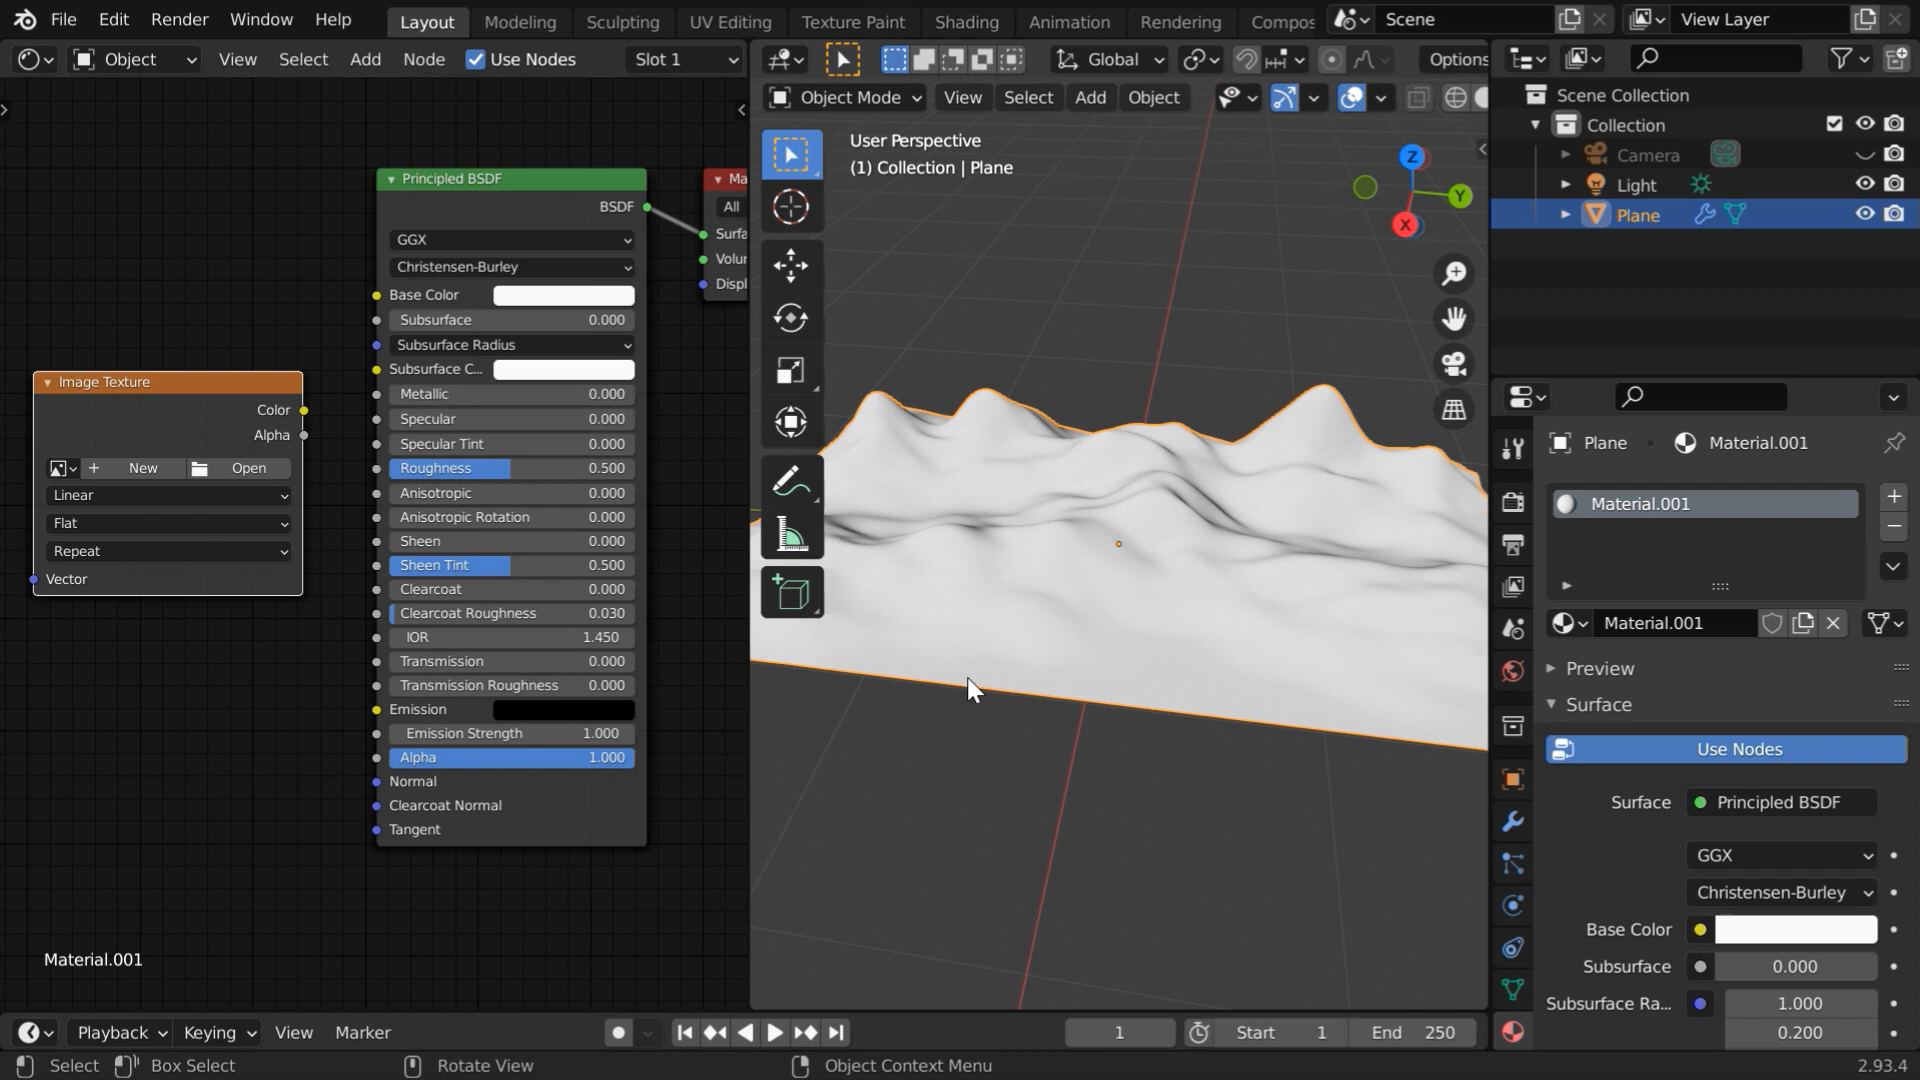 File Edit Render Window Help Layout Modeling Sculpting UV Editing Texture Paint Shading Animation Rendering Compos Scene View Layer
Object View Select Add Node Use Nodes Slot 1 Global Options
Object Mode View Select Add Object
User Perspective
(1) Collection | Plane
Z
Y
X
Scene Collection
Collection
Camera
Light
Plane
Principled BSDF
BSDF
GGX
Christensen-Burley
Base Color
Subsurface 0.000
Subsurface Radius
Subsurface C...
Metallic 0.000
Specular 0.000
Specular Tint 0.000
Roughness 0.500
Anisotropic 0.000
Anisotropic Rotation 0.000
Sheen 0.000
Sheen Tint 0.500
Clearcoat 0.000
Clearcoat Roughness 0.030
IOR 1.450
Transmission 0.000
Transmission Roughness 0.000
Emission
Emission Strength 1.000
Alpha 1.000
Normal
Clearcoat Normal
Tangent
Ma
All
Surfa
Volur
Displ
Image Texture
Color
Alpha
New Open
Linear
Flat
Repeat
Vector
Material.001
Plane Material.001
Material.001
Material.001
Preview
Surface
Use Nodes
Surface Principled BSDF
GGX
Christensen-Burley
Base Color
Subsurface 0.000
Subsurface Ra... 1.000
0.200
Playback Keying View Marker 1 Start 1 End 250
Select Box Select Rotate View Object Context Menu 2.93.4